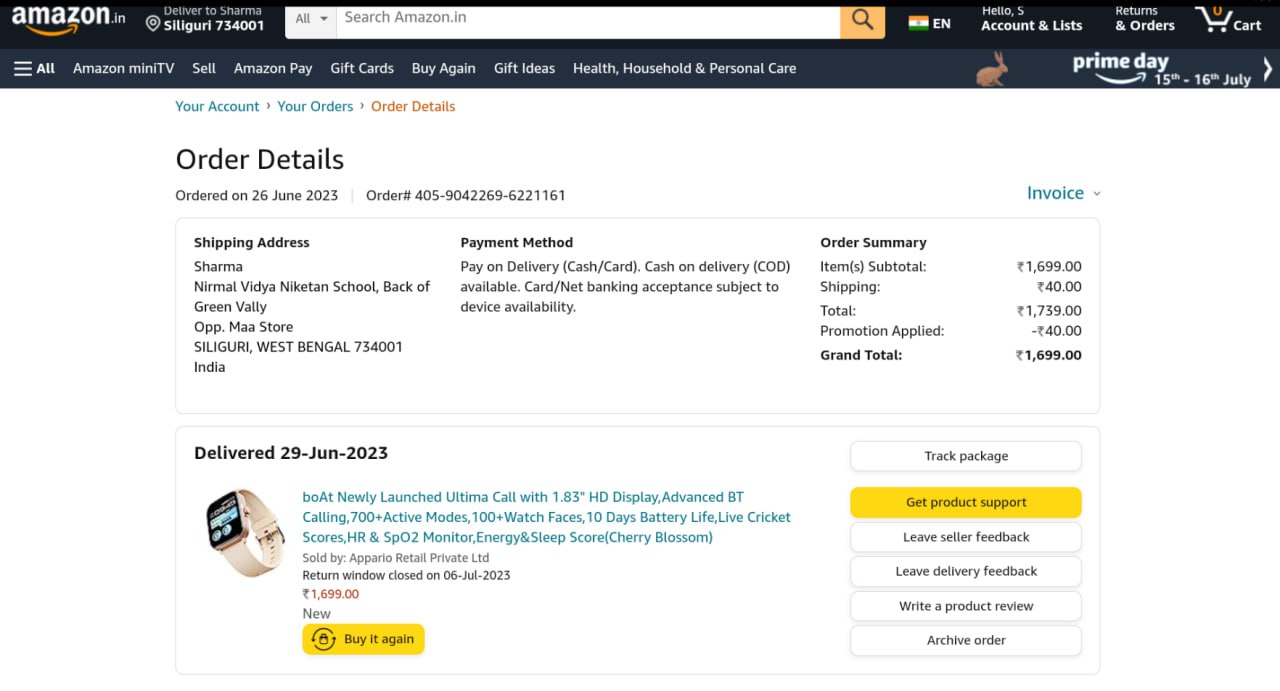 amazon.in
Deliver to Sharma
Siliguri 734001
All
Search Amazon.in
EN
Hello, S
Account & Lists
Returns
& Orders
0
Cart
All
Amazon miniTV
Sell
Amazon Pay
Gift Cards
Buy Again
Gift Ideas
Health, Household & Personal Care
prime day
15th - 16th July
Your Account › Your Orders › Order Details
Order Details
Ordered on 26 June 2023 | Order# 405-9042269-6221161
Invoice
Shipping Address
Sharma
Nirmal Vidya Niketan School, Back of
Green Vally
Opp. Maa Store
SILIGURI, WEST BENGAL 734001
India
Payment Method
Pay on Delivery (Cash/Card). Cash on delivery (COD)
available. Card/Net banking acceptance subject to
device availability.
Order Summary
Item(s) Subtotal: ₹1,699.00
Shipping: ₹40.00
Total: ₹1,739.00
Promotion Applied: -₹40.00
Grand Total: ₹1,699.00
Delivered 29-Jun-2023
boAt Newly Launched Ultima Call with 1.83" HD Display,Advanced BT
Calling,700+Active Modes,100+Watch Faces,10 Days Battery Life,Live Cricket
Scores,HR & SpO2 Monitor,Energy&Sleep Score(Cherry Blossom)
Sold by: Appario Retail Private Ltd
Return window closed on 06-Jul-2023
₹1,699.00
New
Buy it again
Track package
Get product support
Leave seller feedback
Leave delivery feedback
Write a product review
Archive order